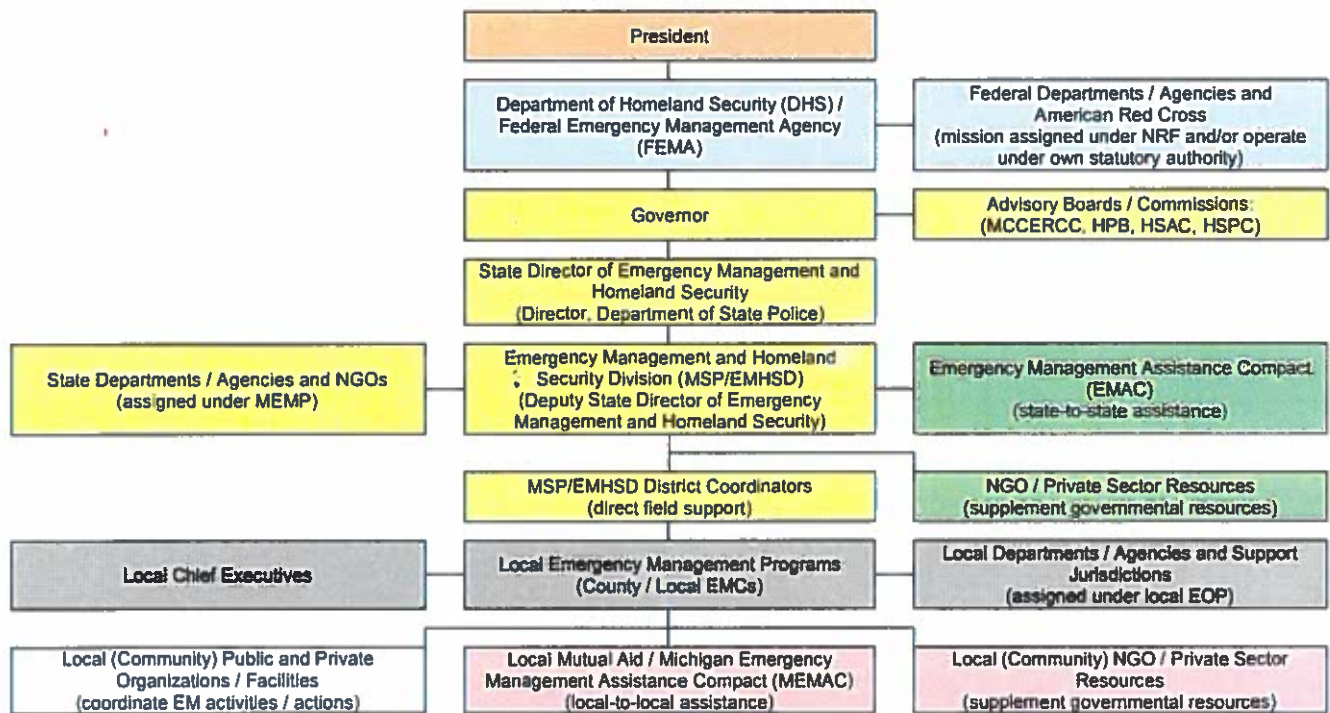 President
Department of Homeland Security (DHS) /
Federal Emergency Management Agency
(FEMA)
Federal Departments / Agencies and
American Red Cross
(mission assigned under NRF and/or operate
under own statutory authority)
Governor
Advisory Boards / Commissions:
(MCCERCC, HPB, HSAC, HSPC)
State Director of Emergency Management and
Homeland Security
(Director, Department of State Police)
State Departments / Agencies and NGOs
(assigned under MEMP)
Emergency Management and Homeland
Security Division (MSP/EMHSD)
(Deputy State Director of Emergency
Management and Homeland Security)
Emergency Management Assistance Compact
(EMAC)
(state-to-state assistance)
MSP/EMHSD District Coordinators
(direct field support)
NGO / Private Sector Resources
(supplement governmental resources)
Local Chief Executives
Local Emergency Management Programs
(County / Local EMCs)
Local Departments / Agencies and Support
Jurisdictions
(assigned under local EOP)
Local (Community) Public and Private
Organizations / Facilities
(coordinate EM activities / actions)
Local Mutual Aid / Michigan Emergency
Management Assistance Compact (MEMAC)
(local-to-local assistance)
Local (Community) NGO / Private Sector
Resources
(supplement governmental resources)